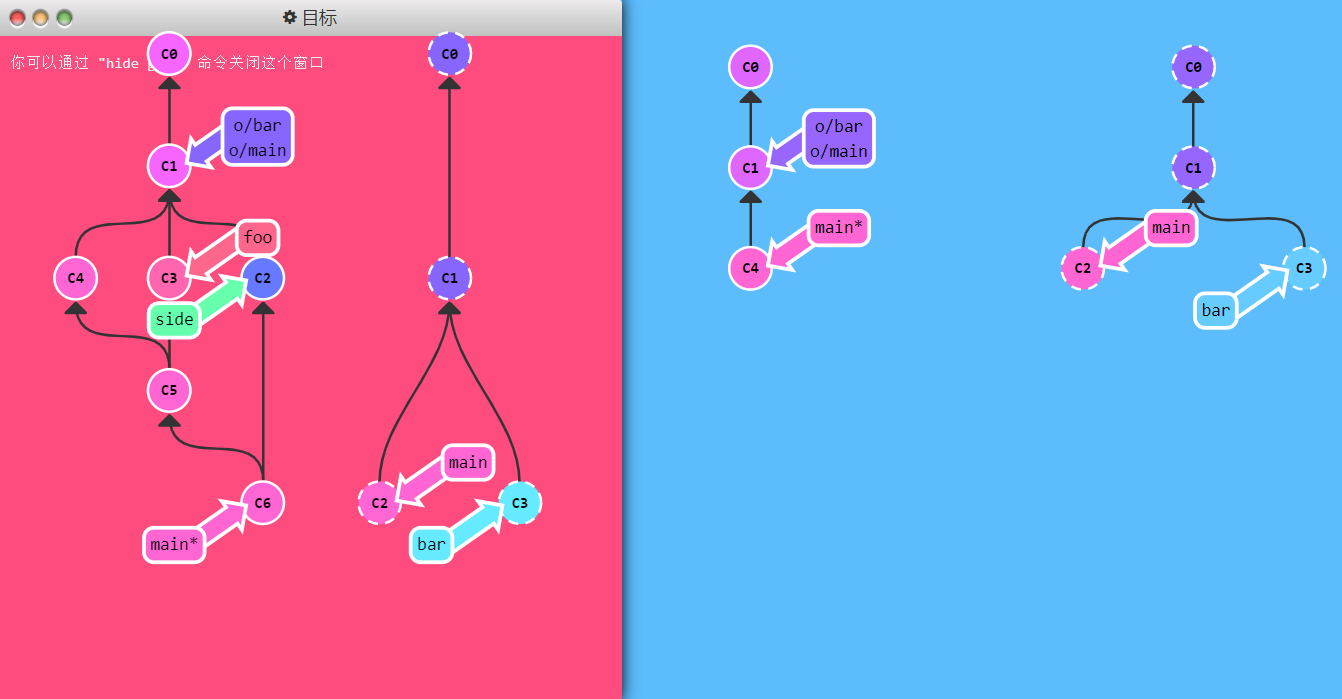 目标
你可以通过 "hide g 命令关闭这个窗口
C0
C0
o/bar
o/main
C1
foo
C4
C3
C2
C1
side
C5
main
C6
C2
C3
main*
bar
C0
C0
o/bar
o/main
C1
C1
main*
main
C4
C2
C3
bar